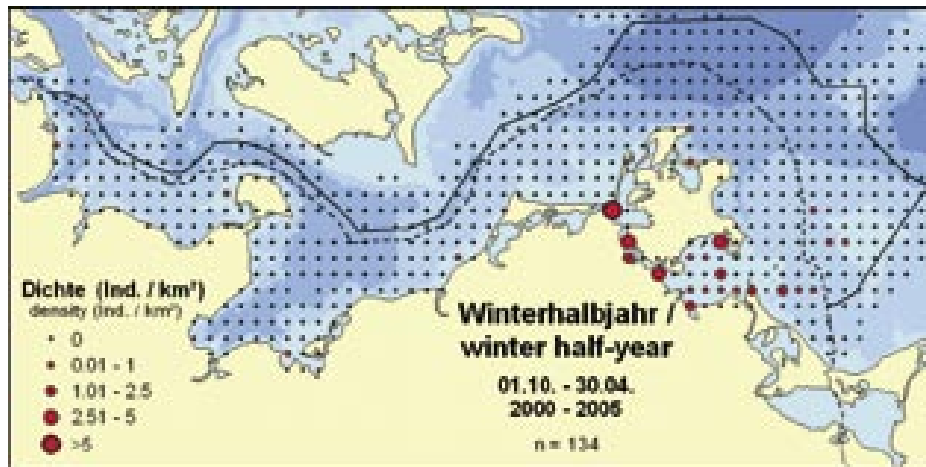 Dichte (Ind. / km²)
density (Ind. / km²)
0
0.01 - 1
1.01 - 2.5
2.51 - 5
>5
Winterhalbjahr /
winter half-year
01.10. - 30.04.
2000 - 2005
n = 134